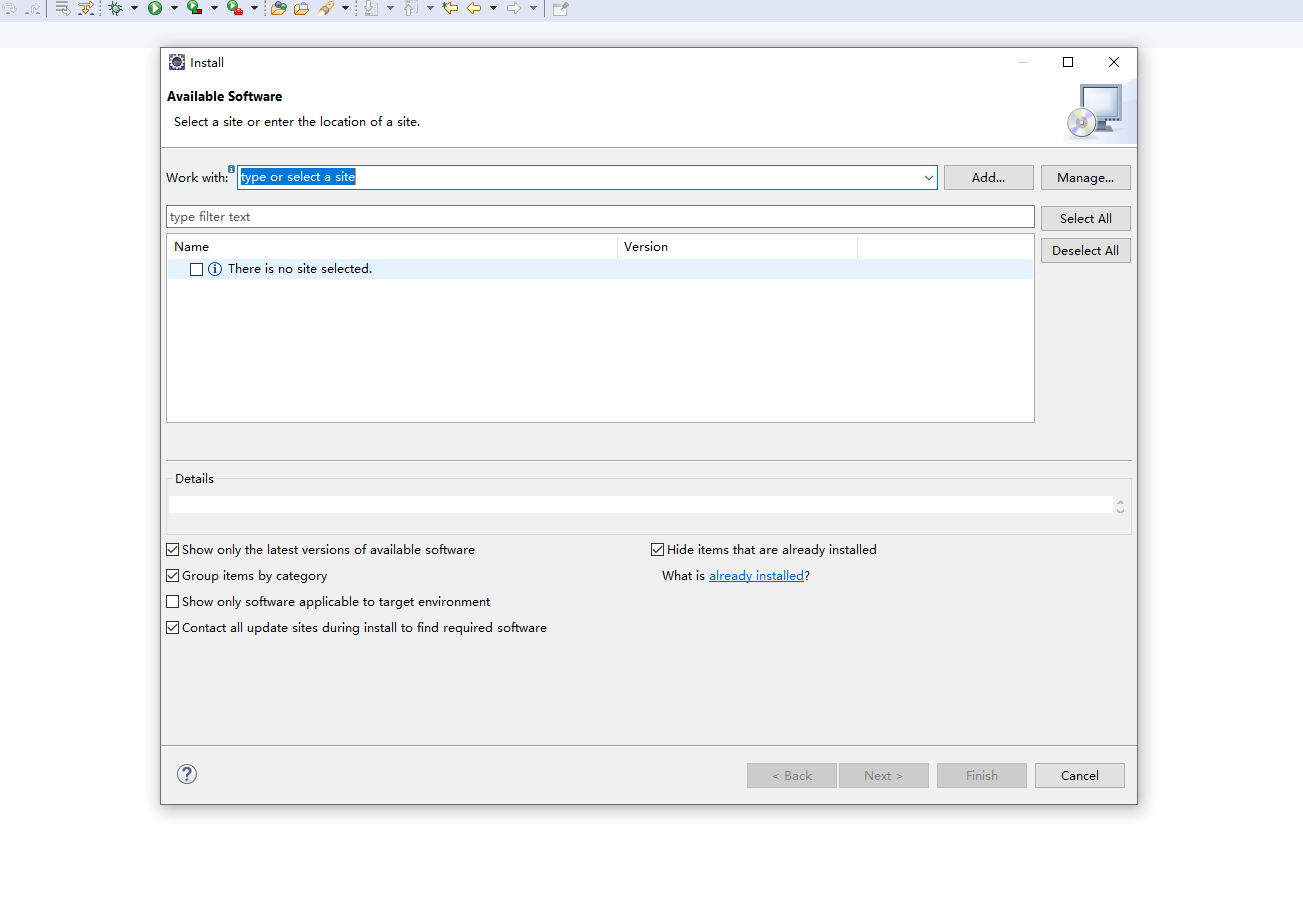 Install
Available Software
Select a site or enter the location of a site.
Work with: type or select a site Add... Manage...
type filter text Select All
Name Version Deselect All
There is no site selected.
Details
Show only the latest versions of available software Hide items that are already installed
Group items by category What is already installed?
Show only software applicable to target environment
Contact all update sites during install to find required software
? < Back Next > Finish Cancel